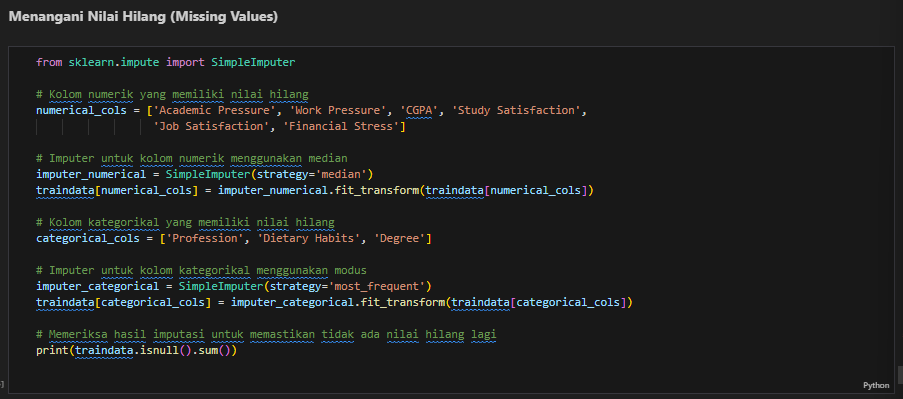 Menangani Nilai Hilang (Missing Values)
from sklearn.impute import SimpleImputer
# Kolom numerik yang memiliki nilai hilang
numerical_cols = ['Academic Pressure', 'Work Pressure', 'CGPA', 'Study Satisfaction',
'Job Satisfaction', 'Financial Stress']
# Imputer untuk kolom numerik menggunakan median
imputer_numerical = SimpleImputer(strategy='median')
traindata[numerical_cols] = imputer_numerical.fit_transform(traindata[numerical_cols])
# Kolom kategorikal yang memiliki nilai hilang
categorical_cols = ['Profession', 'Dietary Habits', 'Degree']
# Imputer untuk kolom kategorikal menggunakan modus
imputer_categorical = SimpleImputer(strategy='most_frequent')
traindata[categorical_cols] = imputer_categorical.fit_transform(traindata[categorical_cols])
# Memeriksa hasil imputasi untuk memastikan tidak ada nilai hilang lagi
print(traindata.isnull().sum())
]
Python